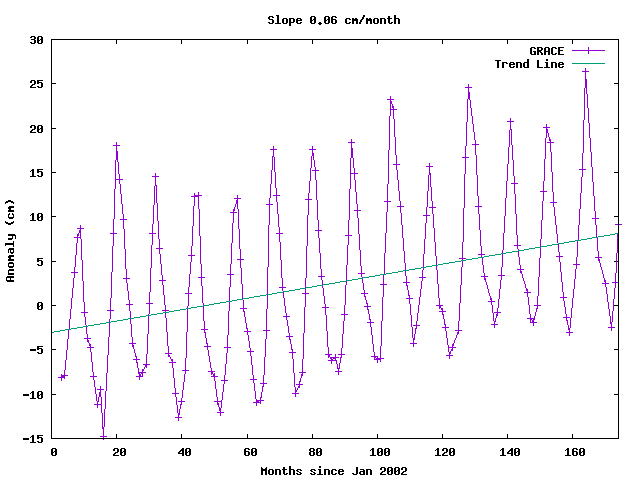 Slope 0.06 cm/month
GRACE
Trend Line
30
25
20
15
10
5
0
-5
-10
-15
Anomaly (cm)
0 20 40 60 80 100 120 140 160
Months since Jan 2002